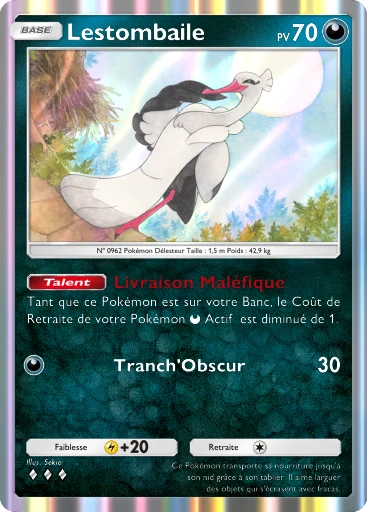 BASE Lestombaile PV 70
N° 0962 Pokémon Délesteur Taille : 1,5 m Poids : 42,9 kg
Talent Livraison Maléfique
Tant que ce Pokémon est sur votre Banc, le Coût de
Retraite de votre Pokémon Actif est diminué de 1.
Tranch'Obscur 30
Faiblesse +20 Retraite
Illus. Sekio
Ce Pokémon transporte sa nourriture jusqu'à
son nid grâce à son tablier. Il aime larguer
des objets qui s'écrasent avec fracas.